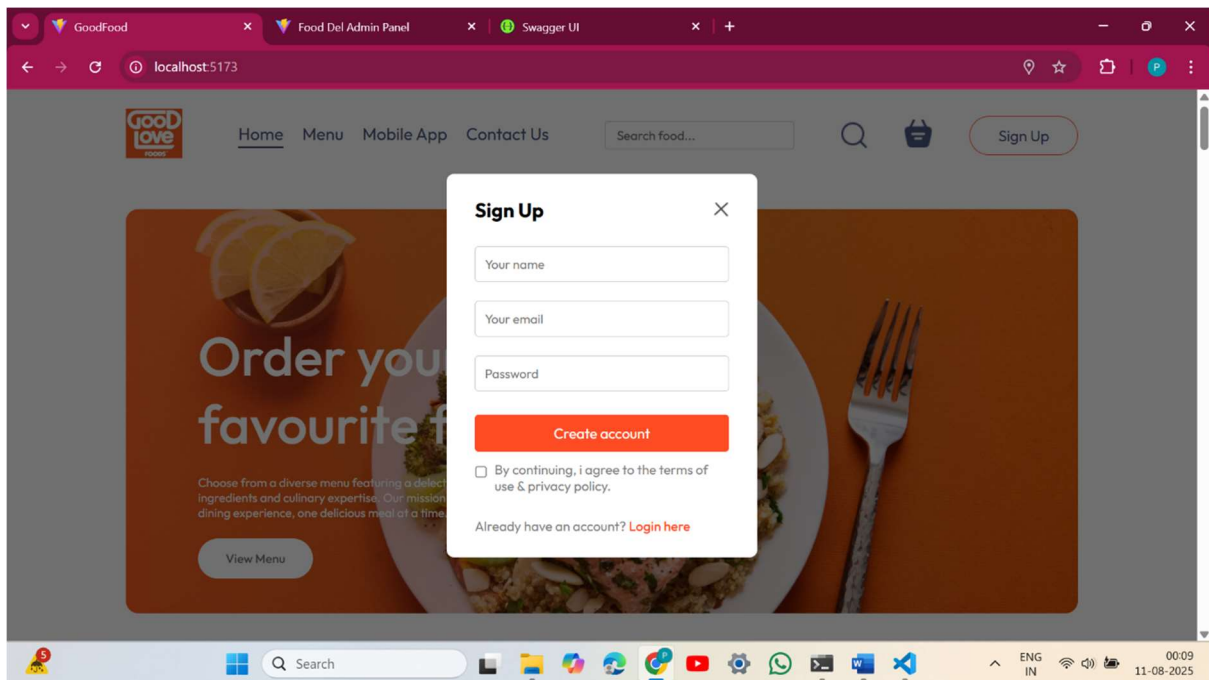 GoodFood
Food Del Admin Panel
Swagger UI
localhost:5173
P
GOOD
LOVE
FOODS
Home Menu Mobile App Contact Us Search food... Sign Up
Sign Up
Your name
Your email
Order you
Password
favourite f
Create account
By continuing, i agree to the terms of
use & privacy policy.
Choose from a diverse menu featuring a delect
ingredients and culinary expertise. Our mission
dining experience, one delicious meal at a time.
Already have an account? Login here
View Menu
5
Search
P
ENG
IN
00:09
11-08-2025